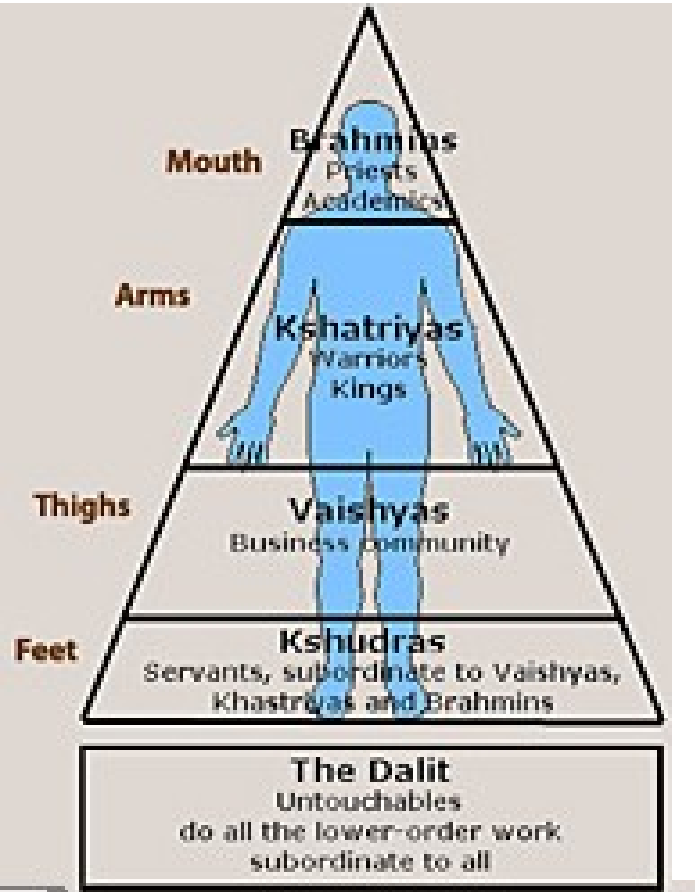 Mouth
Brahmins
Priests
Academics
Arms
Kshatriyas
Warriors
Kings
Thighs
Vaishyas
Business community
Feet
Kshudras
Servants, subordinate to Vaishyas,
Khastriyas and Brahmins
The Dalit
Untouchables
do all the lower-order work
subordinate to all